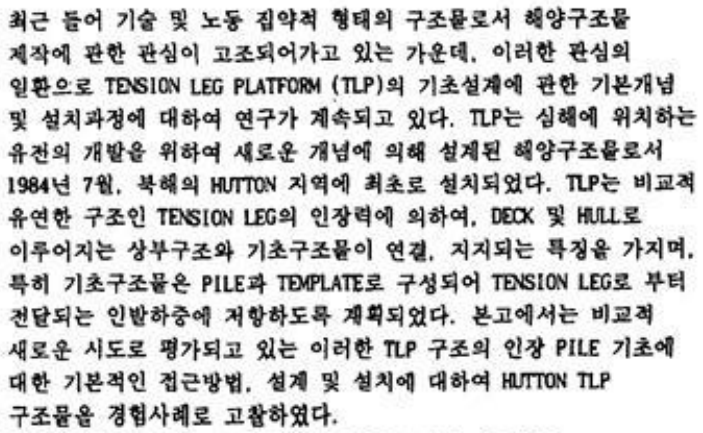 최근 들어 기술 및 노동 집약적 형태의 구조물로서 해양구조물
제작에 관한 관심이 고조되어가고 있는 가운데, 이러한 관심의
일환으로 TENSION LEG PLATFORM (TLP)의 기초설계에 관한 기본개념
및 설치과정에 대하여 연구가 계속되고 있다. TLP는 심해에 위치하는
유전의 개발을 위하여 새로운 개념에 의해 설계된 해양구조물로서
1984년 7월, 북해의 HUTTON 지역에 최초로 설치되었다. TLP는 비교적
유연한 구조인 TENSION LEG의 인장력에 의하여, DECK 및 HULL로
이루어지는 상부구조와 기초구조물이 연결, 지지되는 특징을 가지며,
특히 기초구조물은 PILE과 TEMPLATE로 구성되어 TENSION LEG로 부터
전달되는 인발하중에 저항하도록 계획되었다. 본고에서는 비교적
새로운 시도로 평가되고 있는 이러한 TLP 구조의 인장 PILE 기초에
대한 기본적인 접근방법, 설계 및 설치에 대하여 HUTTON TLP
구조물을 경험사례로 고찰하였다.